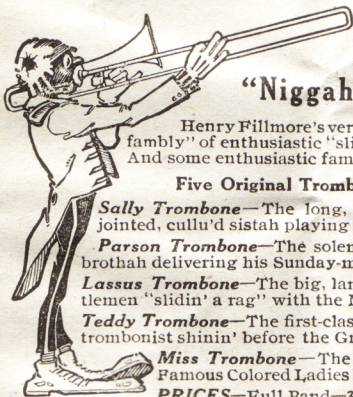 "Niggah
Henry Fillmore's ver
fambly" of enthusiastic "sli
And some enthusiastic fam
Five Original Tromb
Sally Trombone—The long,
jointed, cullu'd sistah playing
Parson Trombone—The solen
brothah delivering his Sunday-m
Lassus Trombone—The big, lar
tlemen "slidin' a rag" with the
Teddy Trombone—The first-clas
trombonist shinin' before the Gr
Miss Trombone—The
Famous Colored Ladies
PRICES—Full Band—